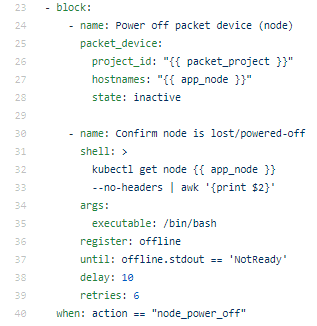 23 - block:
24 - name: Power off packet device (node)
25 packet_device:
26 project_id: "{{ packet_project }}"
27 hostnames: "{{ app_node }}"
28 state: inactive
29
30 - name: Confirm node is lost/powered-off
31 shell: >
32 kubectl get node {{ app_node }}
33 --no-headers | awk '{print $2}'
34 args:
35 executable: /bin/bash
36 register: offline
37 until: offline.stdout == 'NotReady'
38 delay: 10
39 retries: 6
40 when: action == "node_power_off"